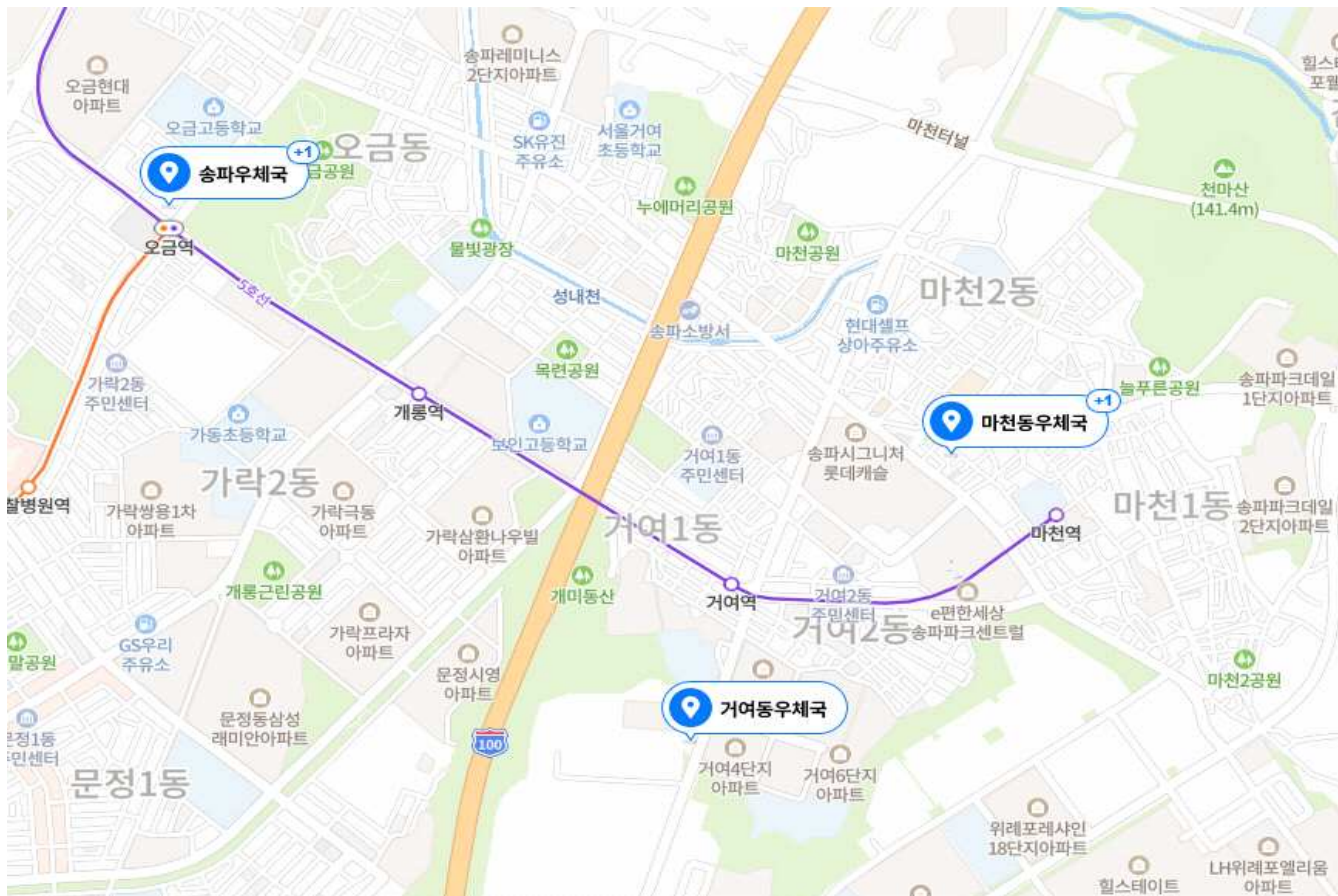 송파레미니스
2단지아파트
오금현대
아파트
오금고등학교
SK유진
주유소
서울거여
초등학교
오금동
마천터널
+1
송파우체국
금공원
누에머리공원
천마산
(141.4m)
오금역
물빛광장
마천공원
5호선
성내천
마천2동
송파소방서
현대셀프
상아주유소
가락2동
주민센터
목련공원
늘푸른공원
송파파크데일
1단지아파트
개롱역
+1
마천동우체국
가동초등학교
보인고등학교
거여1동
주민센터
송파시그니처
롯데캐슬
가락2동
찰병원역
가락쌍용1차
아파트
가락극동
아파트
가락삼환나우빌
아파트
거여1동
마천1동
송파파크데일
2단지아파트
마천역
개롱근린공원
개미동산
거여역
거여2동
주민센터
e편한세상
송파파크센트럴
거여2동
GS우리
주유소
가락프라자
아파트
말공원
문정시영
아파트
마천2공원
문정동삼성
래미안아파트
거여동우체국
100
문정1동
주민센터
거여4단지
아파트
거여6단지
아파트
문정1동
위례포레샤인
18단지아파트
힐스테이트
LH위례포엘리움
아파트